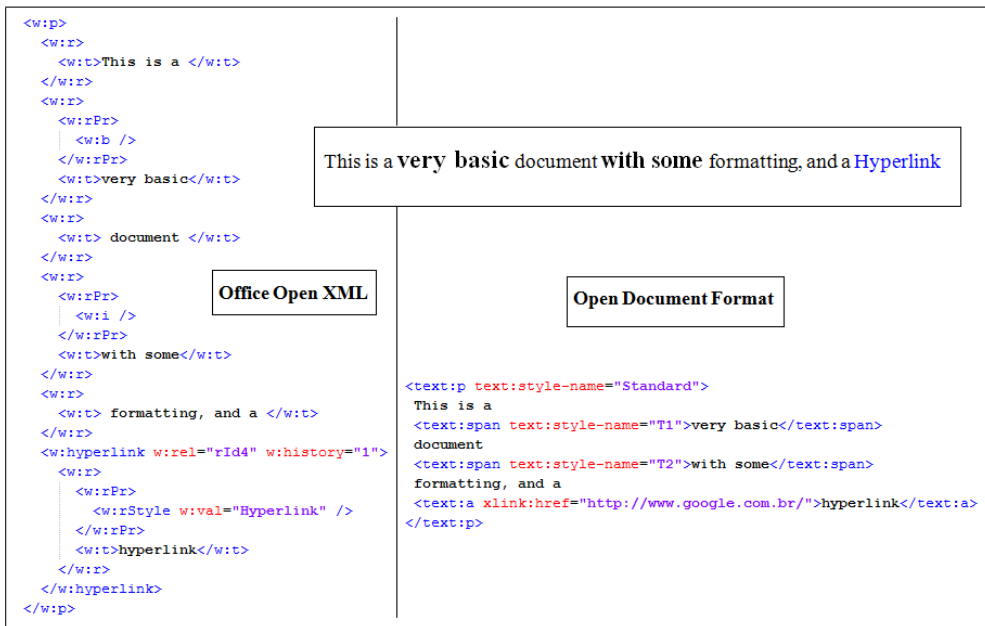 <w:p>
<w:r>
<w:t>This is a </w:t>
</w:r>
<w:r>
<w:rPr>
<w:b />
</w:rPr>
<w:t>very basic</w:t>
</w:r>
<w:r>
<w:t> document </w:t>
</w:r>
<w:r>
<w:rPr>
<w:i />
</w:rPr>
<w:t>with some</w:t>
</w:r>
<w:r>
<w:t> formatting, and a </w:t>
</w:r>
<w:hyperlink w:rel="rId4" w:history="1">
<w:r>
<w:rPr>
<w:rStyle w:val="Hyperlink" />
</w:rPr>
<w:t>hyperlink</w:t>
</w:r>
</w:hyperlink>
</w:p>
Office Open XML
This is a very basic document with some formatting, and a Hyperlink
Open Document Format
<text:p text:style-name="Standard">
This is a
<text:span text:style-name="T1">very basic</text:span>
document
<text:span text:style-name="T2">with some</text:span>
formatting, and a
<text:a xlink:href="http://www.google.com.br/">hyperlink</text:a>
</text:p>